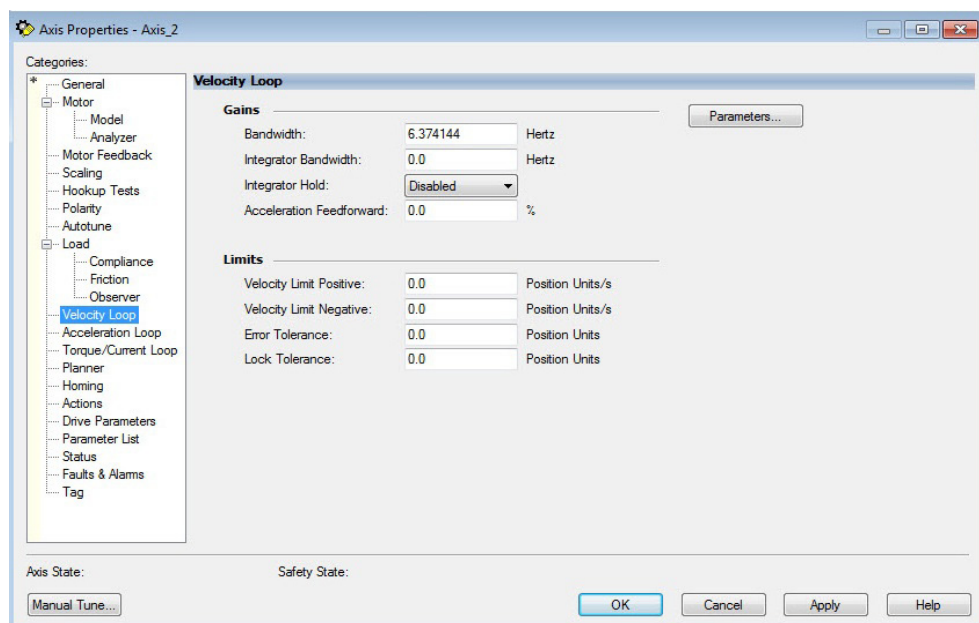 Axis Properties - Axis_2
Categories:
* General
Motor
Model
Analyzer
Motor Feedback
Scaling
Hookup Tests
Polarity
Autotune
Load
Compliance
Friction
Observer
Velocity Loop
Acceleration Loop
Torque/Current Loop
Planner
Homing
Actions
Drive Parameters
Parameter List
Status
Faults & Alarms
Tag
Velocity Loop
Gains
Parameters...
Bandwidth: 6.374144 Hertz
Integrator Bandwidth: 0.0 Hertz
Integrator Hold: Disabled
Acceleration Feedforward: 0.0 %
Limits
Velocity Limit Positive: 0.0 Position Units/s
Velocity Limit Negative: 0.0 Position Units/s
Error Tolerance: 0.0 Position Units
Lock Tolerance: 0.0 Position Units
Axis State: Safety State:
Manual Tune... OK Cancel Apply Help